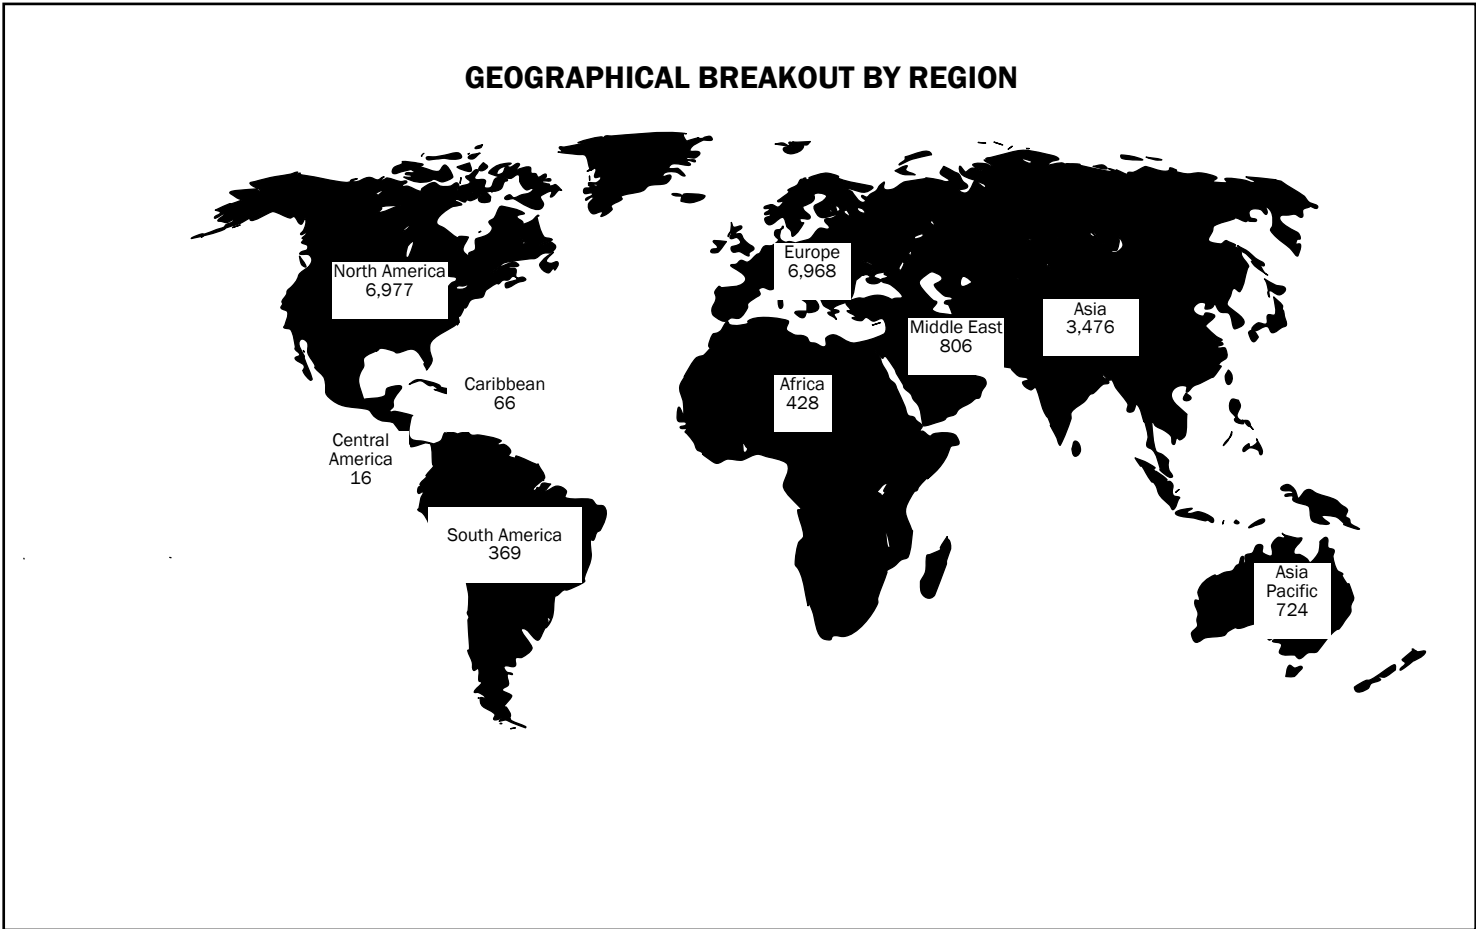 GEOGRAPHICAL BREAKOUT BY REGION
Europe
6,968
North America
6,977
Asia
3,476
Middle East
806
Caribbean
66
Africa
428
Central
America
16
South America
369
Asia
Pacific
724